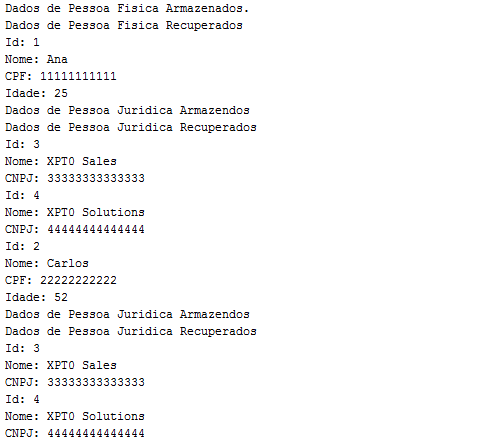 Dados de Pessoa Fisica Armazenados.
Dados de Pessoa Fisica Recuperados
Id: 1
Nome: Ana
CPF: 11111111111
Idade: 25
Dados de Pessoa Juridica Armazendos
Dados de Pessoa Juridica Recuperados
Id: 3
Nome: XPTO Sales
CNPJ: 33333333333333
Id: 4
Nome: XPTO Solutions
CNPJ: 44444444444444
Id: 2
Nome: Carlos
CPF: 22222222222
Idade: 52
Dados de Pessoa Juridica Armazendos
Dados de Pessoa Juridica Recuperados
Id: 3
Nome: XPTO Sales
CNPJ: 33333333333333
Id: 4
Nome: XPTO Solutions
CNPJ: 44444444444444